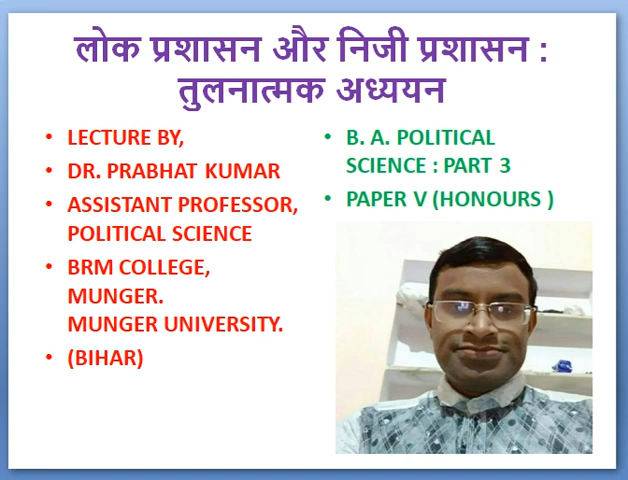 लोक प्रशासन और निजी प्रशासन :
तुलनात्मक अध्ययन
• LECTURE BY,
• DR. PRABHAT KUMAR
• ASSISTANT PROFESSOR,
POLITICAL SCIENCE
• BRM COLLEGE,
MUNGER.
MUNGER UNIVERSITY.
• (BIHAR)
• B. A. POLITICAL
SCIENCE : PART 3
• PAPER V (HONOURS )